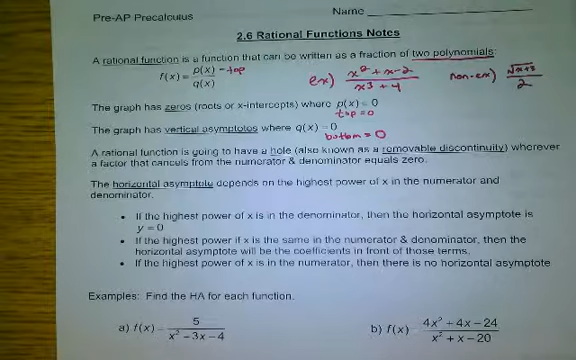 Pre-AP Precalculus
Name
2.6 Rational Functions Notes
A rational function is a function that can be written as a fraction of two polynomials:
f(x) = p(x)/q(x) -top ex) x² + x - 2 / x³ + 4 non-ex) √x+3 / 2
The graph has zeros (roots or x-intercepts) where p(x) = 0
top = 0
The graph has vertical asymptotes where q(x) = 0
bottom = 0
A rational function is going to have a hole (also known as a removable discontinuity) wherever
a factor that cancels from the numerator & denominator equals zero.
The horizontal asymptote depends on the highest power of x in the numerator and
denominator.
• If the highest power of x is in the denominator, then the horizontal asymptote is
y = 0
• If the highest power if x is the same in the numerator & denominator, then the
horizontal asymptote will be the coefficients in front of those terms.
• If the highest power of x is in the numerator, then there is no horizontal asymptote
Examples: Find the HA for each function.
a) f(x) = 5 / x² - 3x - 4 b) f(x) = 4x² + 4x - 24 / x² + x - 20